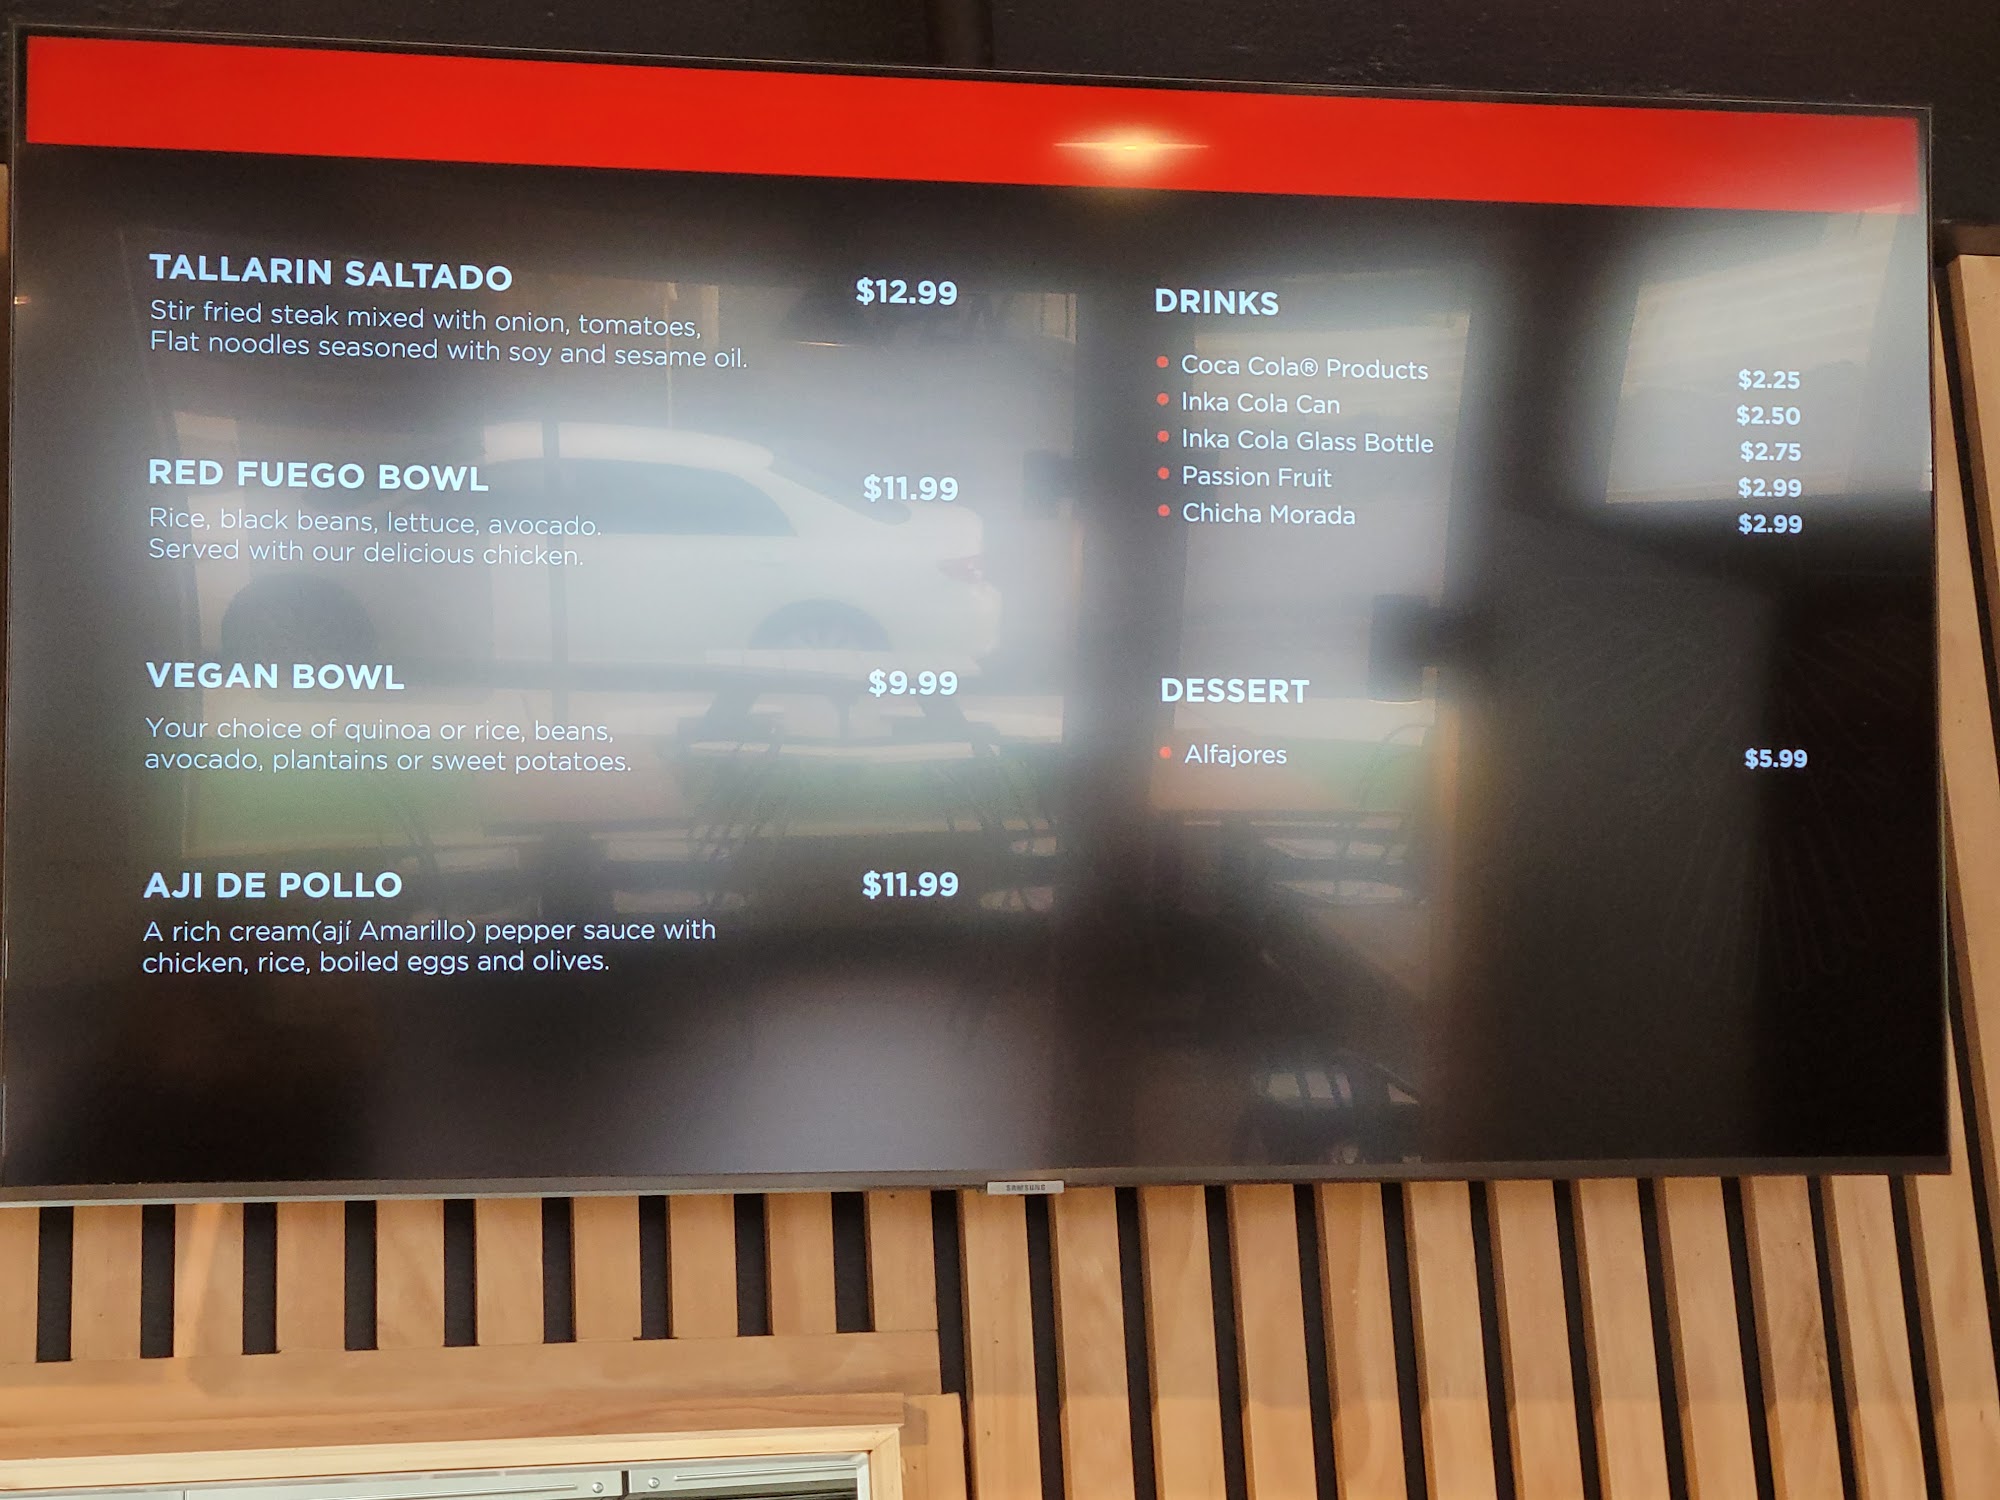 TALLARIN SALTADO $12.99
Stir fried steak mixed with onion, tomatoes,
Flat noodles seasoned with soy and sesame oil.
RED FUEGO BOWL $11.99
Rice, black beans, lettuce, avocado.
Served with our delicious chicken.
VEGAN BOWL $9.99
Your choice of quinoa or rice, beans,
avocado, plantains or sweet potatoes.
AJI DE POLLO $11.99
A rich cream(ají Amarillo) pepper sauce with
chicken, rice, boiled eggs and olives.
DRINKS
Coca Cola® Products $2.25
Inka Cola Can $2.50
Inka Cola Glass Bottle $2.75
Passion Fruit $2.99
Chicha Morada $2.99
DESSERT
Alfajores $5.99
SAMSUNG